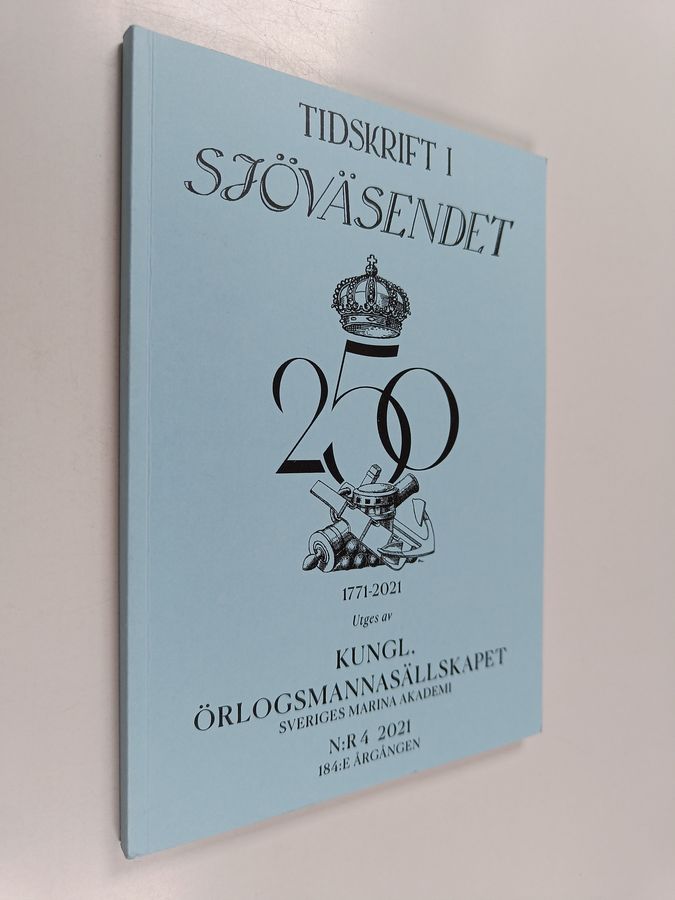 TIDSKRIFT I
SJÖVÄSENDET
250
1771-2021
Utges av
KUNGL.
ÖRLOGSMANNASÄLLSKAPET
SVERIGES MARINA AKADEMI
N:R 4 2021
184:E ÅRGÅNGEN